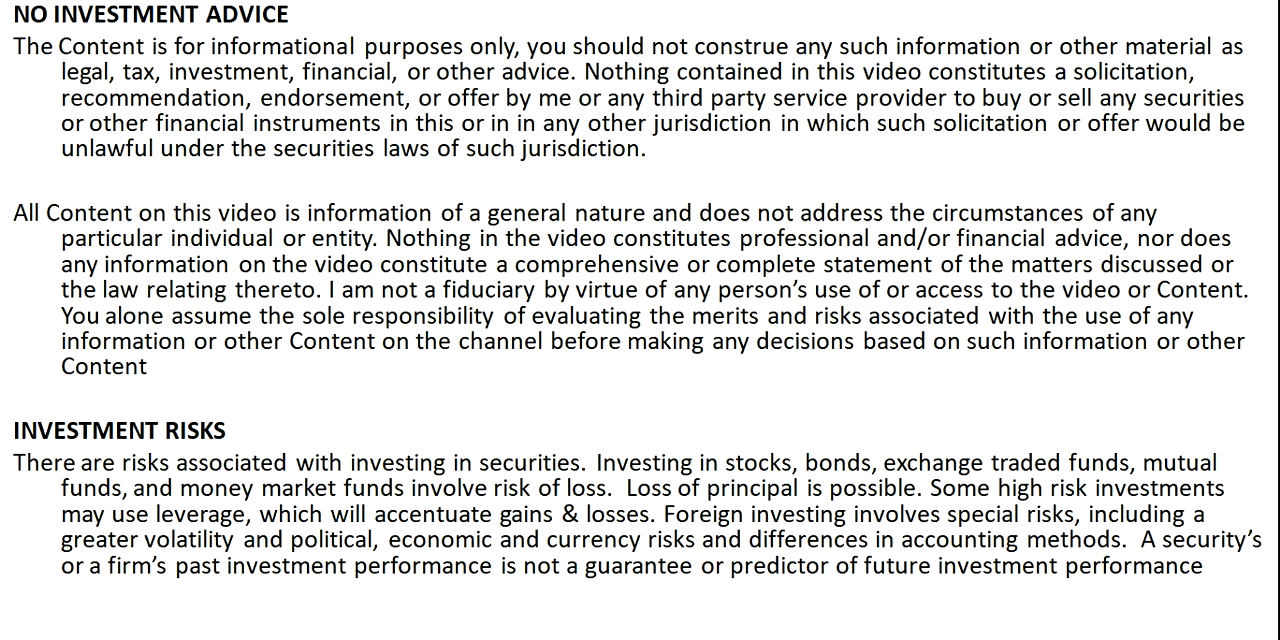 NO INVESTMENT ADVICE
The Content is for informational purposes only, you should not construe any such information or other material as
legal, tax, investment, financial, or other advice. Nothing contained in this video constitutes a solicitation,
recommendation, endorsement, or offer by me or any third party service provider to buy or sell any securities
or other financial instruments in this or in in any other jurisdiction in which such solicitation or offer would be
unlawful under the securities laws of such jurisdiction.
All Content on this video is information of a general nature and does not address the circumstances of any
particular individual or entity. Nothing in the video constitutes professional and/or financial advice, nor does
any information on the video constitute a comprehensive or complete statement of the matters discussed or
the law relating thereto. I am not a fiduciary by virtue of any person’s use of or access to the video or Content.
You alone assume the sole responsibility of evaluating the merits and risks associated with the use of any
information or other Content on the channel before making any decisions based on such information or other
Content
INVESTMENT RISKS
There are risks associated with investing in securities. Investing in stocks, bonds, exchange traded funds, mutual
funds, and money market funds involve risk of loss.  Loss of principal is possible. Some high risk investments
may use leverage, which will accentuate gains & losses. Foreign investing involves special risks, including a
greater volatility and political, economic and currency risks and differences in accounting methods.  A security’s
or a firm’s past investment performance is not a guarantee or predictor of future investment performance